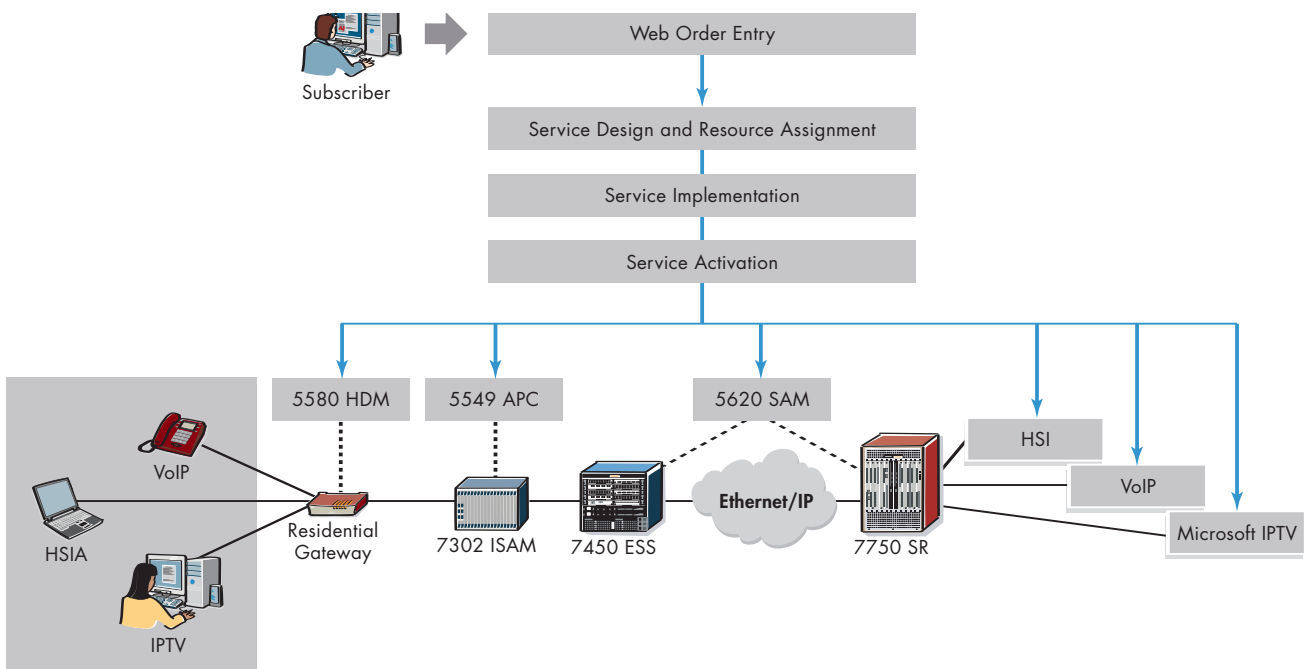 Web Order Entry
Subscriber
Service Design and Resource Assignment
Service Implementation
Service Activation
5580 HDM
5549 APC
5620 SAM
HSI
VoIP
Microsoft IPTV
VoIP
HSIA
IPTV
Residential
Gateway
7302 ISAM
7450 ESS
Ethernet/IP
7750 SR